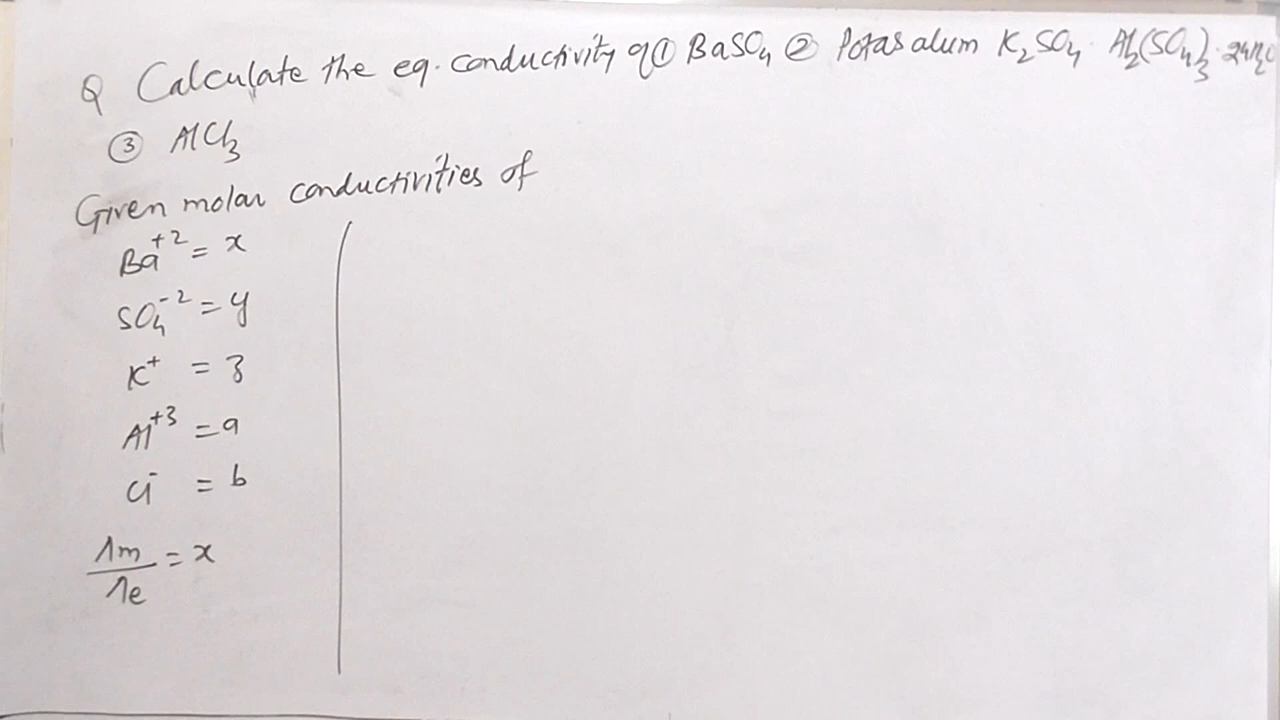 Q Calculate the eq. conductivity of ① BaSO₄ ② Potas alum K₂SO₄ · Al₂(SO₄)₃ · 24H₂O
③ AlCl₃
Given molar conductivities of
Ba⁺² = x
SO₄⁻² = y
K⁺ = z
Al⁺³ = a
Cl⁻ = b
Λm / Λe = x